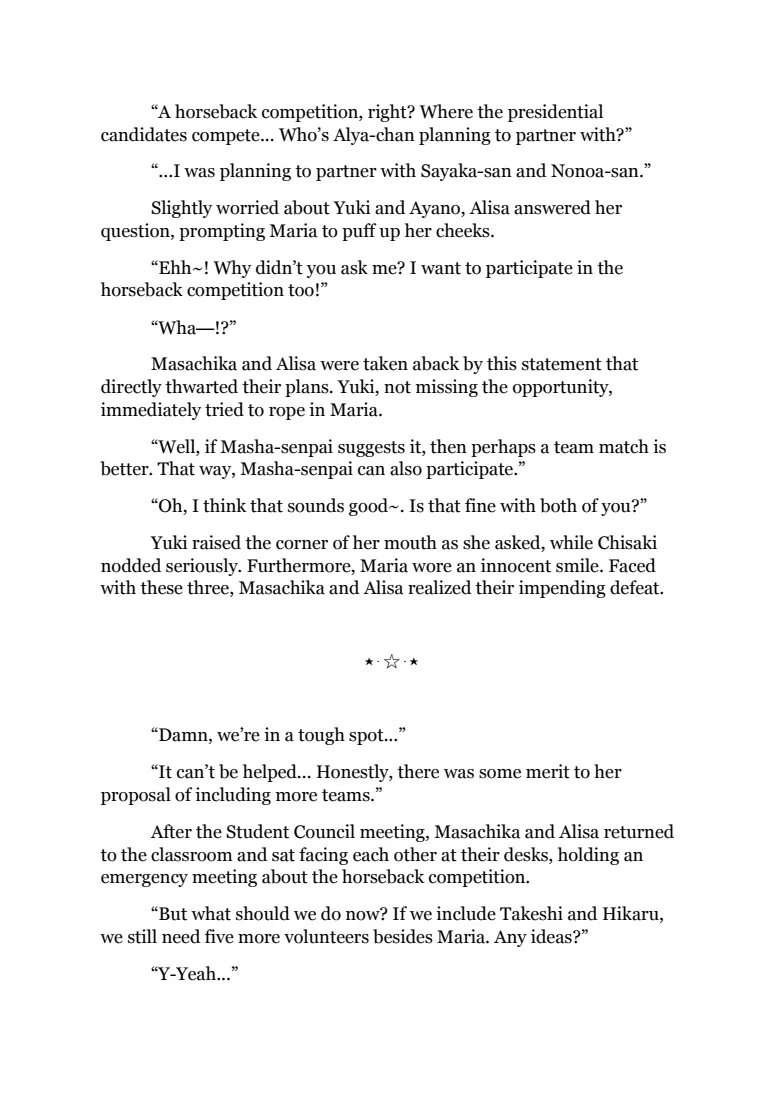 “A horseback competition, right? Where the presidential
candidates compete... Who’s Alya-chan planning to partner with?”
“...I was planning to partner with Sayaka-san and Nonoa-san.”
Slightly worried about Yuki and Ayano, Alisa answered her
question, prompting Maria to puff up her cheeks.
“Ehh~! Why didn’t you ask me? I want to participate in the
horseback competition too!”
“Wha—!?”
Masachika and Alisa were taken aback by this statement that
directly thwarted their plans. Yuki, not missing the opportunity,
immediately tried to rope in Maria.
“Well, if Masha-senpai suggests it, then perhaps a team match is
better. That way, Masha-senpai can also participate.”
“Oh, I think that sounds good~. Is that fine with both of you?”
Yuki raised the corner of her mouth as she asked, while Chisaki
nodded seriously. Furthermore, Maria wore an innocent smile. Faced
with these three, Masachika and Alisa realized their impending defeat.
★ · ☆ · ★
“Damn, we’re in a tough spot...”
“It can’t be helped... Honestly, there was some merit to her
proposal of including more teams.”
After the Student Council meeting, Masachika and Alisa returned
to the classroom and sat facing each other at their desks, holding an
emergency meeting about the horseback competition.
“But what should we do now? If we include Takeshi and Hikaru,
we still need five more volunteers besides Maria. Any ideas?”
“Y-Yeah...”